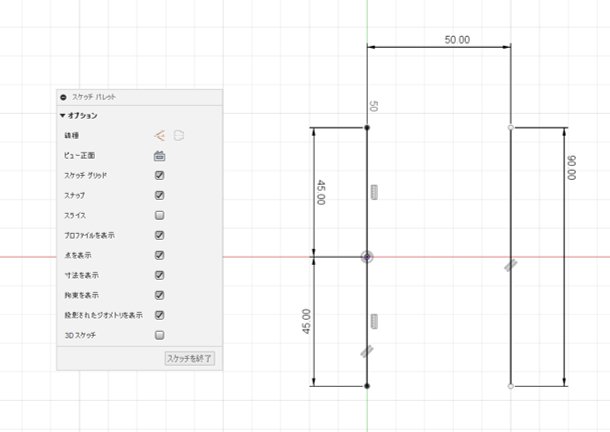 スケッチ パレット
オプション
線種
ビュー正面
スケッチ グリッド
スナップ
スライス
プロファイルを表示
点を表示
寸法を表示
拘束を表示
投影されたジオメトリを表示
3D スケッチ
スケッチを終了
50.00
50
45.00
90.00
45.00